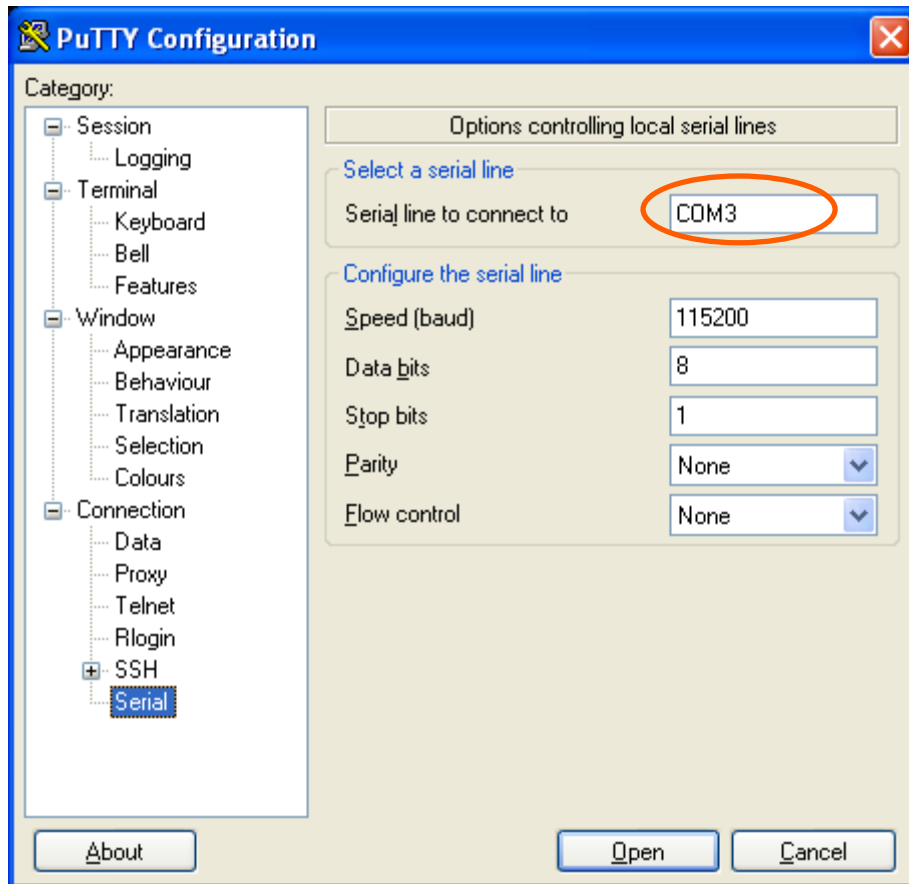 PuTTY Configuration
Category:
Session
Logging
Terminal
Keyboard
Bell
Features
Window
Appearance
Behaviour
Translation
Selection
Colours
Connection
Data
Proxy
Telnet
Rlogin
SSH
Serial
Options controlling local serial lines
Select a serial line
Serial line to connect to COM3
Configure the serial line
Speed (baud) 115200
Data bits 8
Stop bits 1
Parity None
Flow control None
About Open Cancel